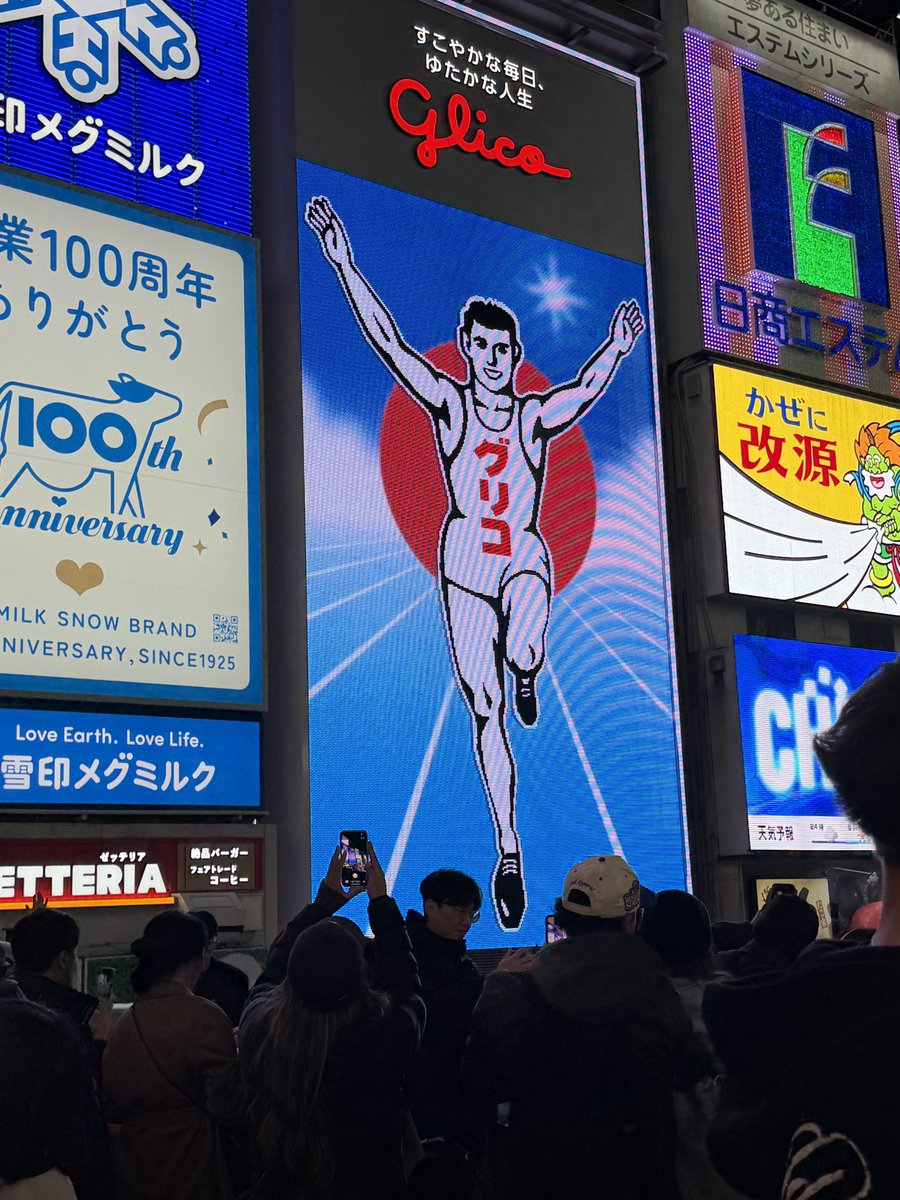 印メグミルク
業100周年
ありがとう
100th
Anniversary
MILK SNOW BRAND
NIVERSARY, SINCE1925
Love Earth. Love Life.
雪印メグミルク
ゼッテリア
ETTERIA
絶品バーガー
フェアトレード
コーヒー
すこやかな毎日、
ゆたかな人生
Glico
グリコ
夢ある住まい
エステムシリーズ
日商エステム
かぜに
改源
天気予報